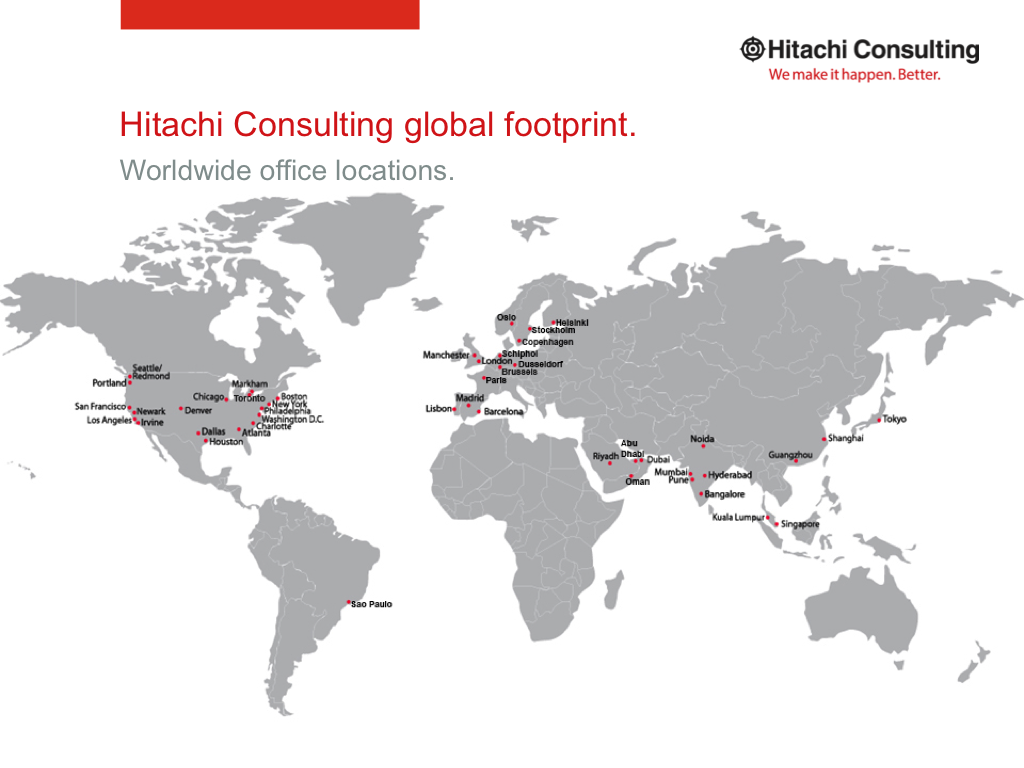 Hitachi Consulting
We make it happen. Better.
Hitachi Consulting global footprint.
Worldwide office locations.
Oslo
Helsinki
Stockholm
Copenhagen
Manchester
London
Schiphol
Dusseldorf
Brussels
Paris
Madrid
Lisbon
Barcelona
Seattle/
Redmond
Portland
San Francisco
Newark
Los Angeles
Irvine
Denver
Chicago
Markham
Toronto
Boston
New York
Philadelphia
Washington D.C.
Charlotte
Atlanta
Dallas
Houston
Sao Paulo
Riyadh
Abu
Dhabi
Dubai
Oman
Noida
Mumbai
Pune
Hyderabad
Bangalore
Kuala Lumpur
Singapore
Guangzhou
Shanghai
Tokyo